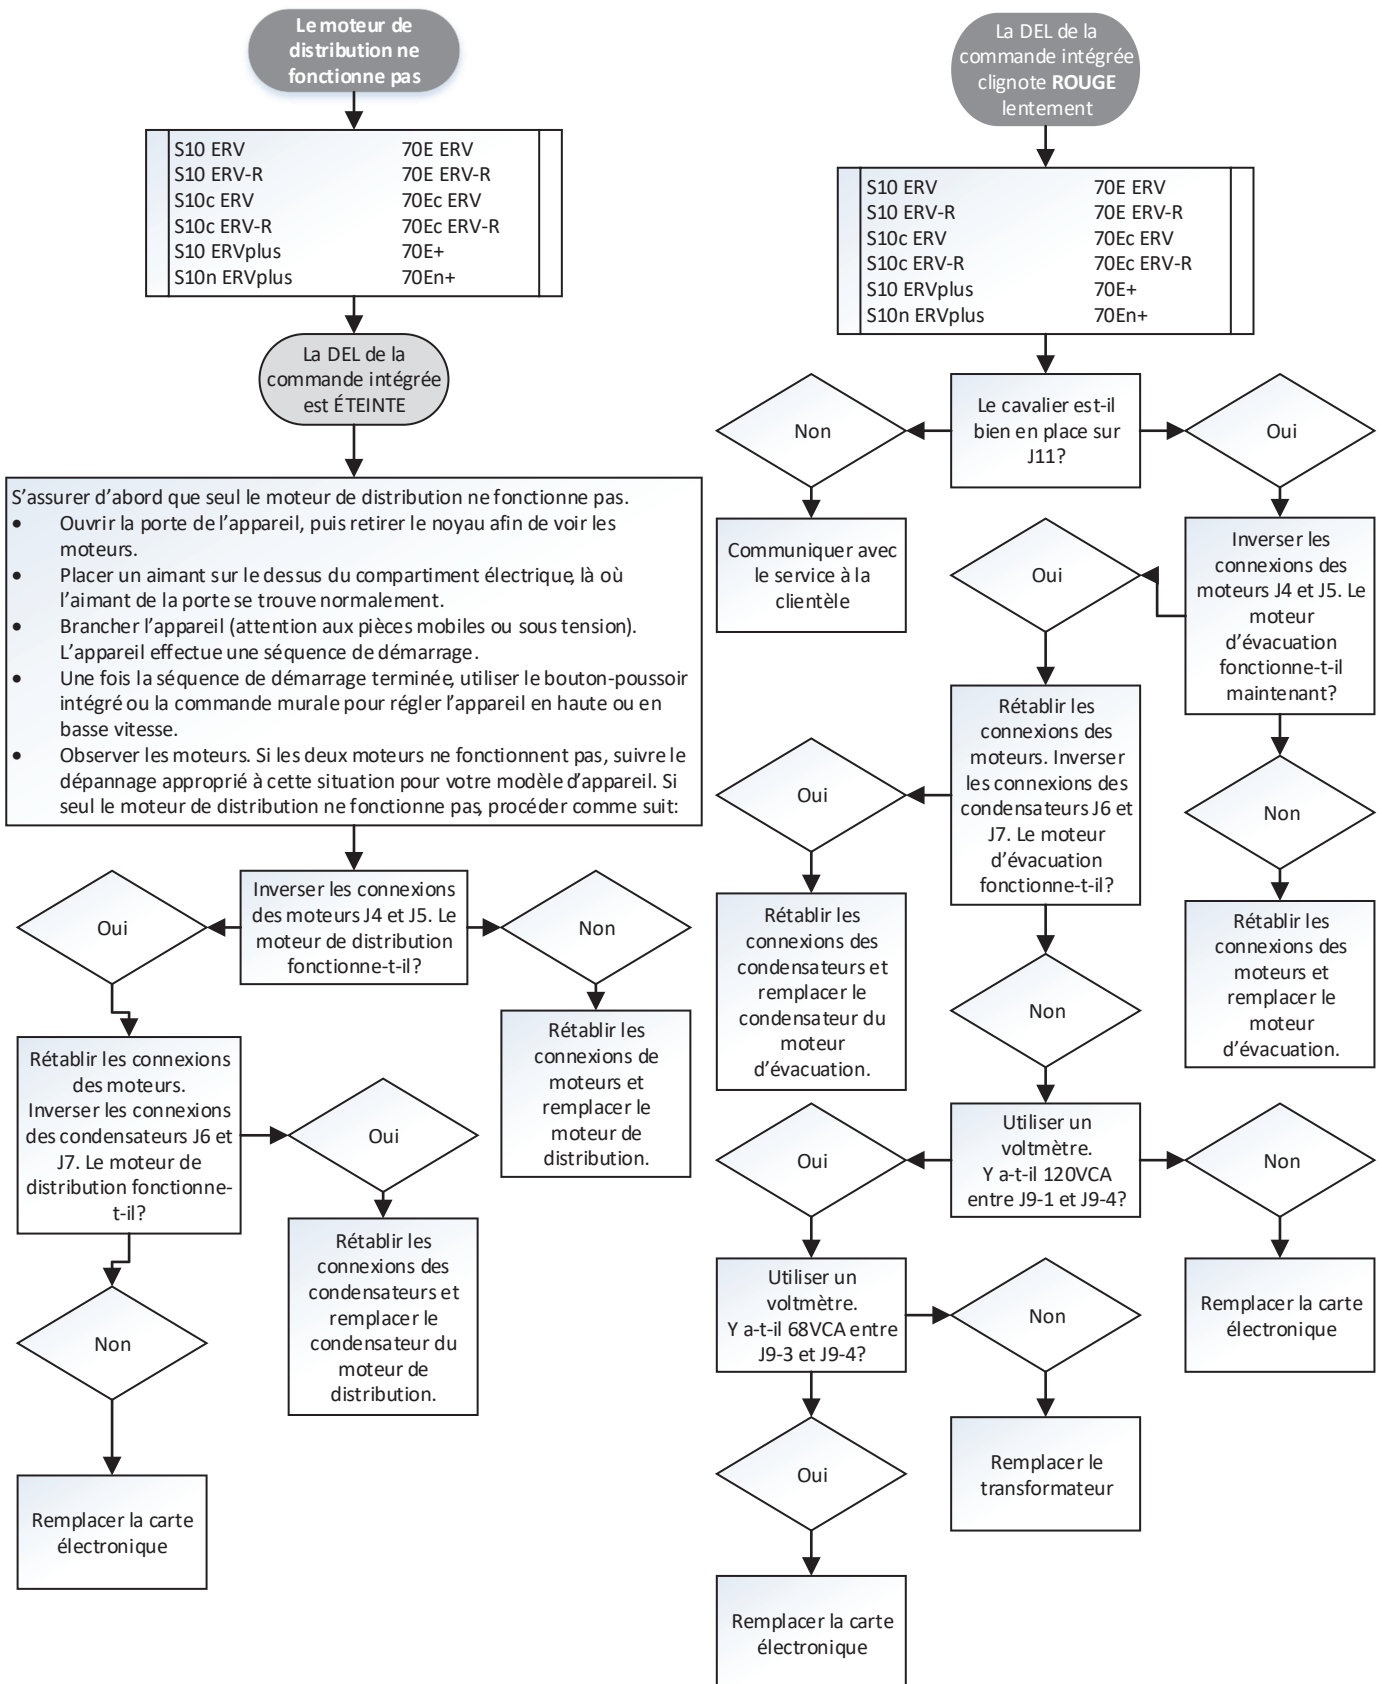 Le moteur de
distribution ne
fonctionne pas
S10 ERV 70E ERV
S10 ERV-R 70E ERV-R
S10c ERV 70Ec ERV
S10c ERV-R 70Ec ERV-R
S10 ERVplus 70E+
S10n ERVplus 70En+
La DEL de la
commande intégrée
est ÉTEINTE
S'assurer d'abord que seul le moteur de distribution ne fonctionne pas.
• Ouvrir la porte de l'appareil, puis retirer le noyau afin de voir les
moteurs.
• Placer un aimant sur le dessus du compartiment électrique, là où
l'aimant de la porte se trouve normalement.
• Brancher l'appareil (attention aux pièces mobiles ou sous tension).
L'appareil effectue une séquence de démarrage.
• Une fois la séquence de démarrage terminée, utiliser le bouton-poussoir
intégré ou la commande murale pour régler l'appareil en haute ou en
basse vitesse.
• Observer les moteurs. Si les deux moteurs ne fonctionnent pas, suivre le
dépannage approprié à cette situation pour votre modèle d'appareil. Si
seul le moteur de distribution ne fonctionne pas, procéder comme suit:
Inverser les connexions
des moteurs J4 et J5. Le
moteur de distribution
fonctionne-t-il?
Oui
Non
Rétablir les
connexions de
moteurs et
remplacer le
moteur de
distribution.
Rétablir les connexions
des moteurs.
Inverser les connexions
des condensateurs J6 et
J7. Le moteur de
distribution fonctionne-
t-il?
Oui
Rétablir les
connexions des
condensateurs et
remplacer le
condensateur du
moteur de
distribution.
Non
Remplacer la carte
électronique
La DEL de la
commande intégrée
clignote ROUGE
lentement
S10 ERV 70E ERV
S10 ERV-R 70E ERV-R
S10c ERV 70Ec ERV
S10c ERV-R 70Ec ERV-R
S10 ERVplus 70E+
S10n ERVplus 70En+
Le cavalier est-il
bien en place sur
J11?
Non
Oui
Communiquer avec
le service à la
clientèle
Inverser les
connexions des
moteurs J4 et J5. Le
moteur
d'évacuation
fonctionne-t-il
maintenant?
Oui
Non
Rétablir les
connexions des
moteurs et
remplacer le
moteur
d'évacuation.
Rétablir les
connexions des
moteurs. Inverser
les connexions des
condensateurs J6 et
J7. Le moteur
d'évacuation
fonctionne-t-il?
Oui
Rétablir les
connexions des
condensateurs et
remplacer le
condensateur du
moteur
d'évacuation.
Non
Utiliser un
voltmètre.
Y a-t-il 120VCA
entre J9-1 et J9-4?
Oui
Non
Remplacer la carte
électronique
Utiliser un
voltmètre.
Y a-t-il 68VCA entre
J9-3 et J9-4?
Non
Remplacer le
transformateur
Oui
Remplacer la carte
électronique